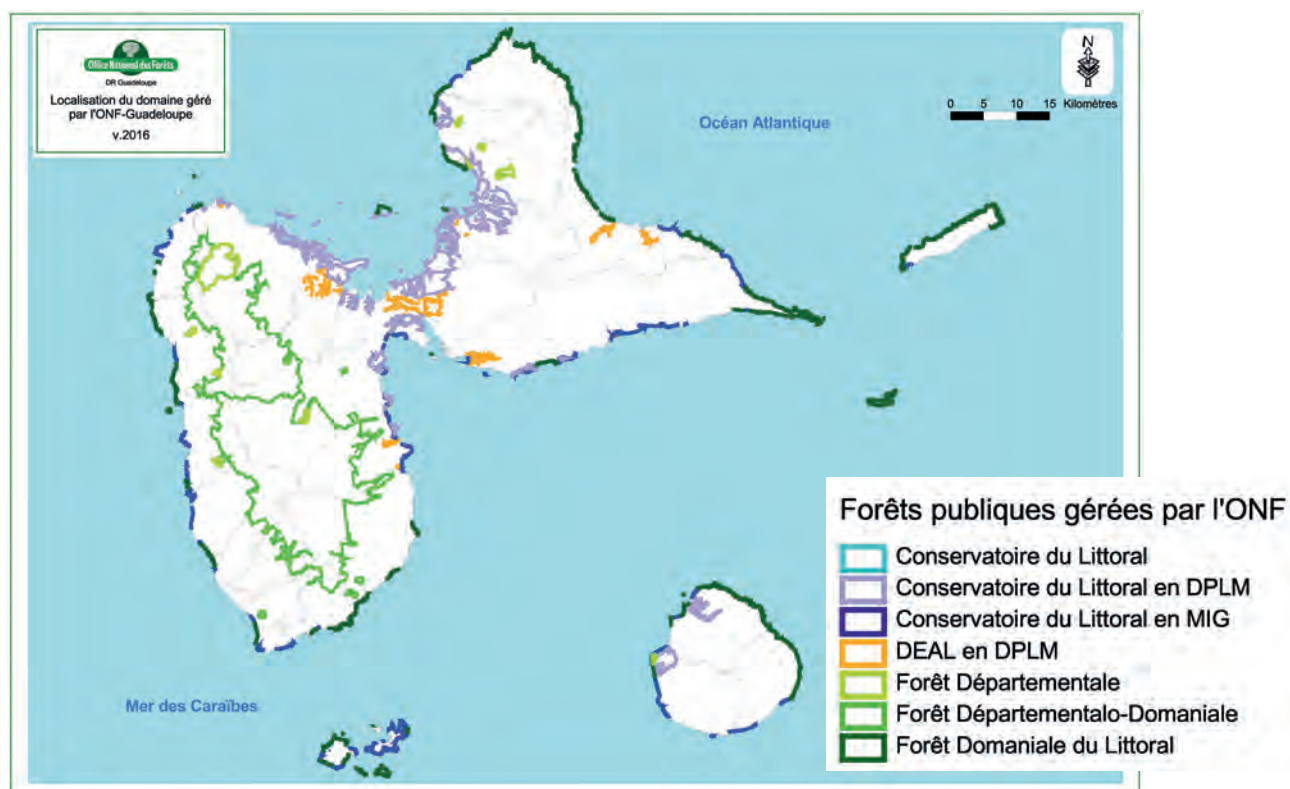 Office National des Forêts
DR Guadeloupe
Localisation du domaine géré
par l'ONF-Guadeloupe
v.2016
N
0 5 10 15 Kilomètres
Océan Atlantique
Mer des Caraïbes
Forêts publiques gérées par l'ONF
Conservatoire du Littoral
Conservatoire du Littoral en DPLM
Conservatoire du Littoral en MIG
DEAL en DPLM
Forêt Départementale
Forêt Départementalo-Domaniale
Forêt Domaniale du Littoral